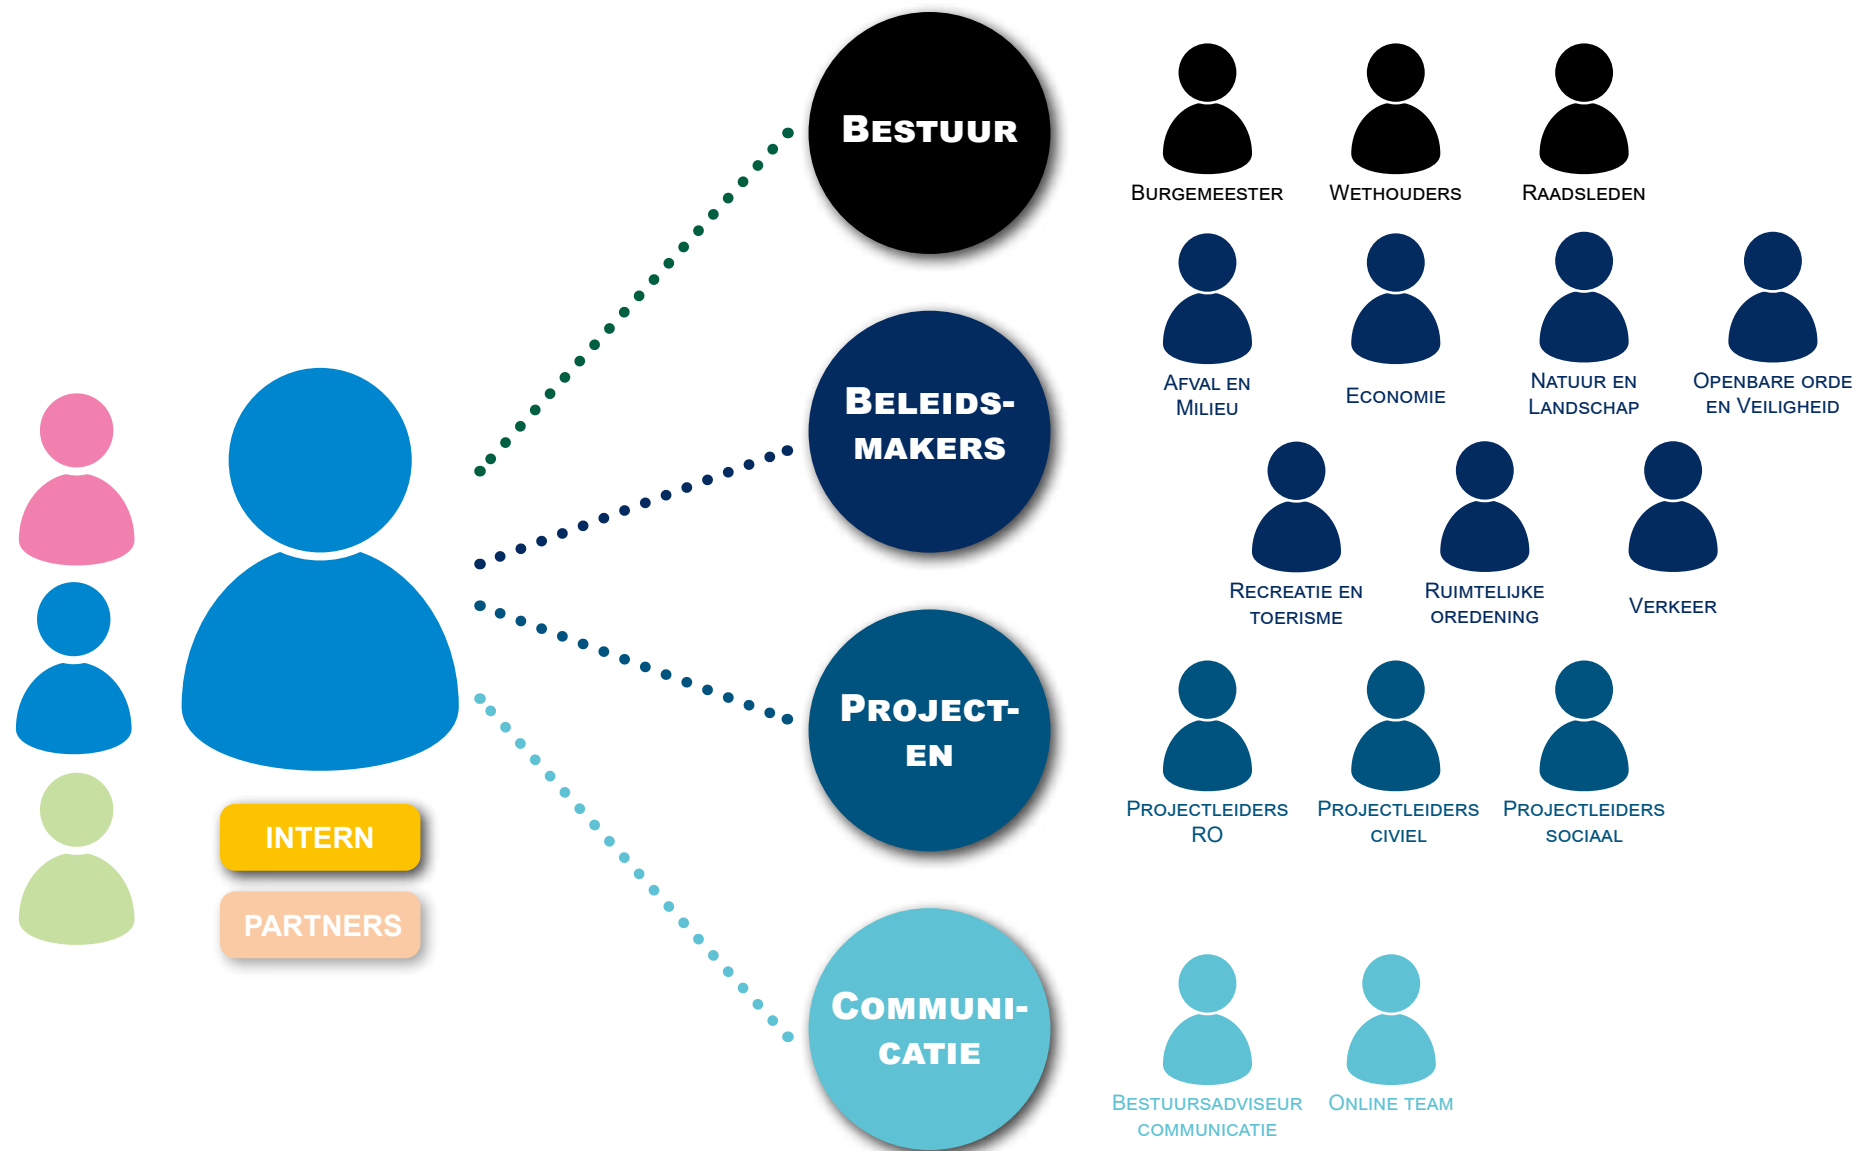 BESTUUR
BURGEMEESTER
WETHOUDERS
RAADSLEDEN
BELEIDS-
MAKERS
AFVAL EN
MILIEU
ECONOMIE
NATUUR EN
LANDSCHAP
OPENBARE ORDE
EN VEILIGHEID
RECREATIE EN
TOERISME
RUIMTELIJKE
OREDENING
VERKEER
PROJECT-
EN
PROJECTLEIDERS
RO
PROJECTLEIDERS
CIVIEL
PROJECTLEIDERS
SOCIAAL
INTERN
PARTNERS
COMMUNI-
CATIE
BESTUURSADVISEUR
COMMUNICATIE
ONLINE TEAM